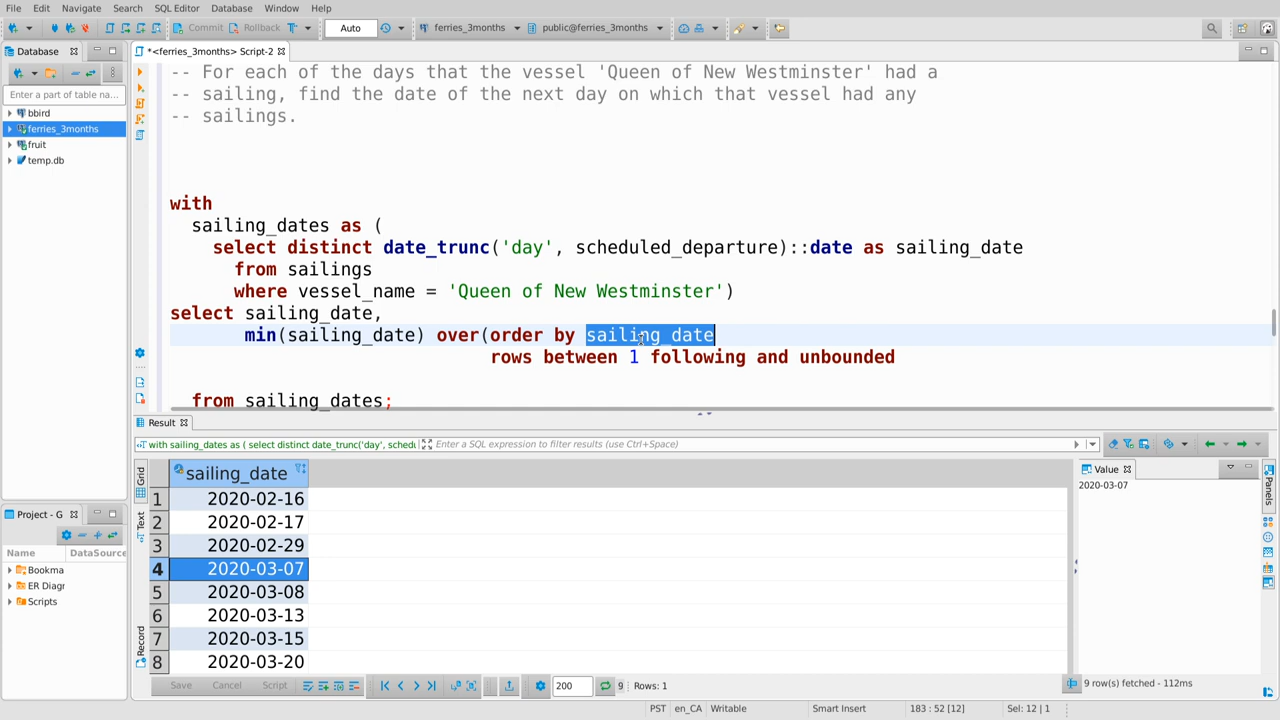 File Edit Navigate Search SQL Editor Database Window Help
Commit Rollback Auto ferries_3months public@ferries_3months
Database
*<ferries_3months> Script-2
Enter a part of table na...
bbird
ferries_3months
fruit
temp.db
-- For each of the days that the vessel 'Queen of New Westminster' had a
-- sailing, find the date of the next day on which that vessel had any
-- sailings.
with
sailing_dates as (
select distinct date_trunc('day', scheduled_departure)::date as sailing_date
from sailings
where vessel_name = 'Queen of New Westminster')
select sailing_date,
min(sailing_date) over(order by sailing_date
rows between 1 following and unbounded
from sailing_dates;
Result
with sailing_dates as ( select distinct date_trunc('day', schedu
Enter a SQL expression to filter results (use Ctrl+Space)
Project - G
Name DataSource
Bookma
ER Diagr
Scripts
Grid
Text
Record
sailing_date
1 2020-02-16
2 2020-02-17
3 2020-02-29
4 2020-03-07
5 2020-03-08
6 2020-03-13
7 2020-03-15
8 2020-03-20
Value
2020-03-07
Panels
Save Cancel Script 200 9 Rows: 1
9 row(s) fetched - 112ms
PST en_CA Writable Smart Insert 183 : 52 [12] Sel: 12 | 1